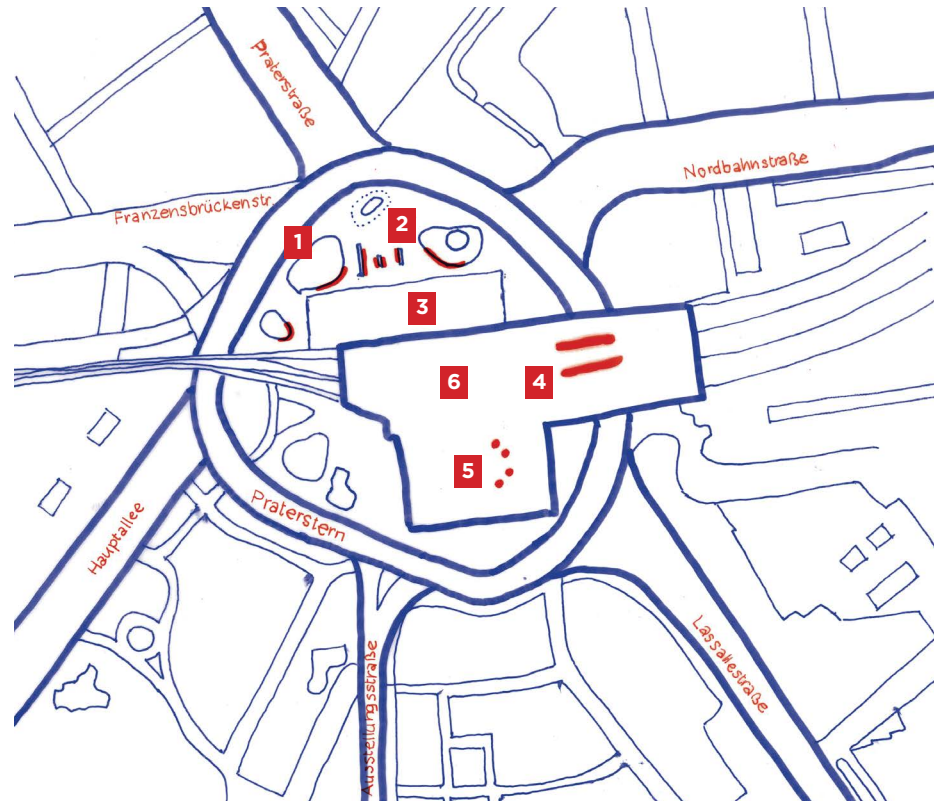 Praterstraße
Nordbahnstraße
Franzensbrückenstr.
1
2
3
6
4
5
Praterstern
Hauptallee
Ausstellungsstraße
Lassallestraße